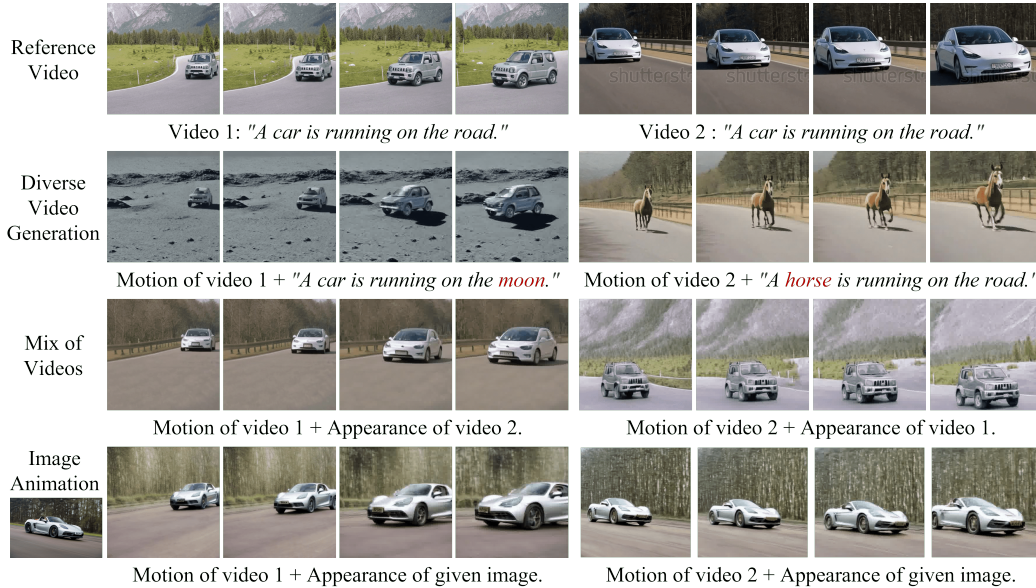 Reference
Video
shutterst
shutterst
shutterst
Video 1: "A car is running on the road."
Video 2 : "A car is running on the road."
Diverse
Video
Generation
Motion of video 1 + "A car is running on the moon."
Motion of video 2 + "A horse is running on the road."
Mix of
Videos
Motion of video 1 + Appearance of video 2.
Motion of video 2 + Appearance of video 1.
Image
Animation
Motion of video 1 + Appearance of given image.
Motion of video 2 + Appearance of given image.